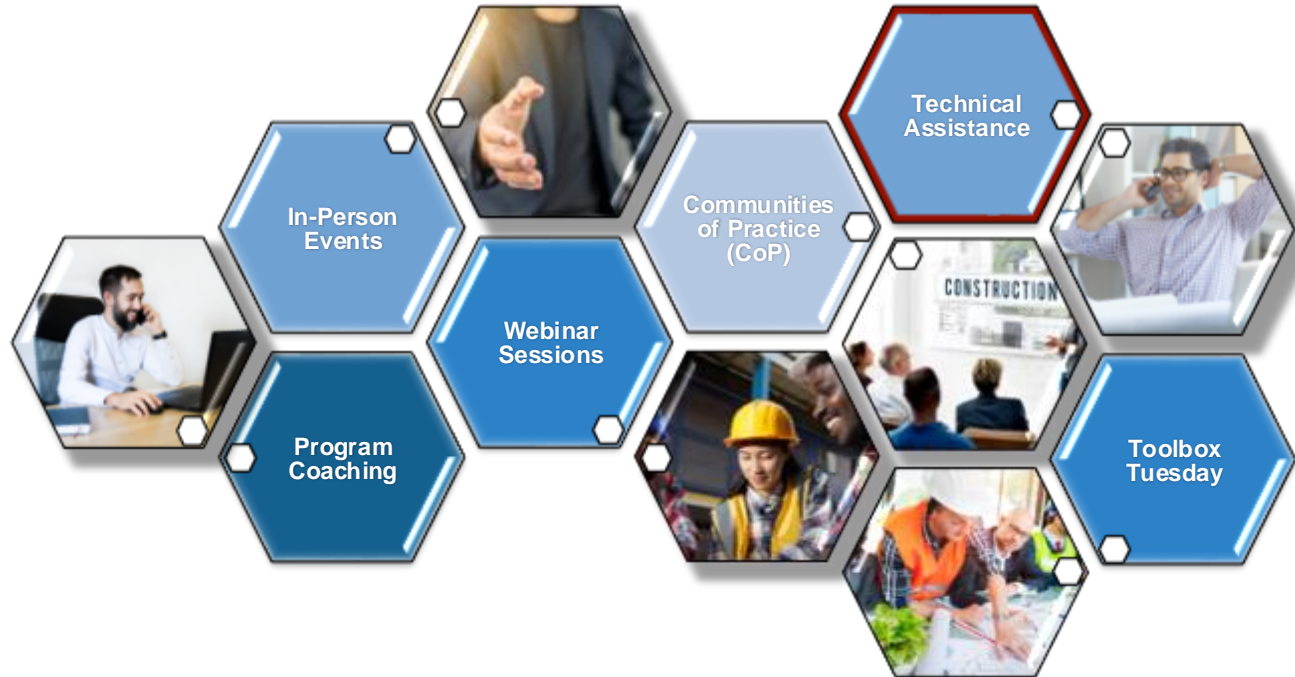 In-Person
Events
Program
Coaching
Webinar
Sessions
Communities
of Practice
(CoP)
Technical
Assistance
CONSTRUCTION
Toolbox
Tuesday